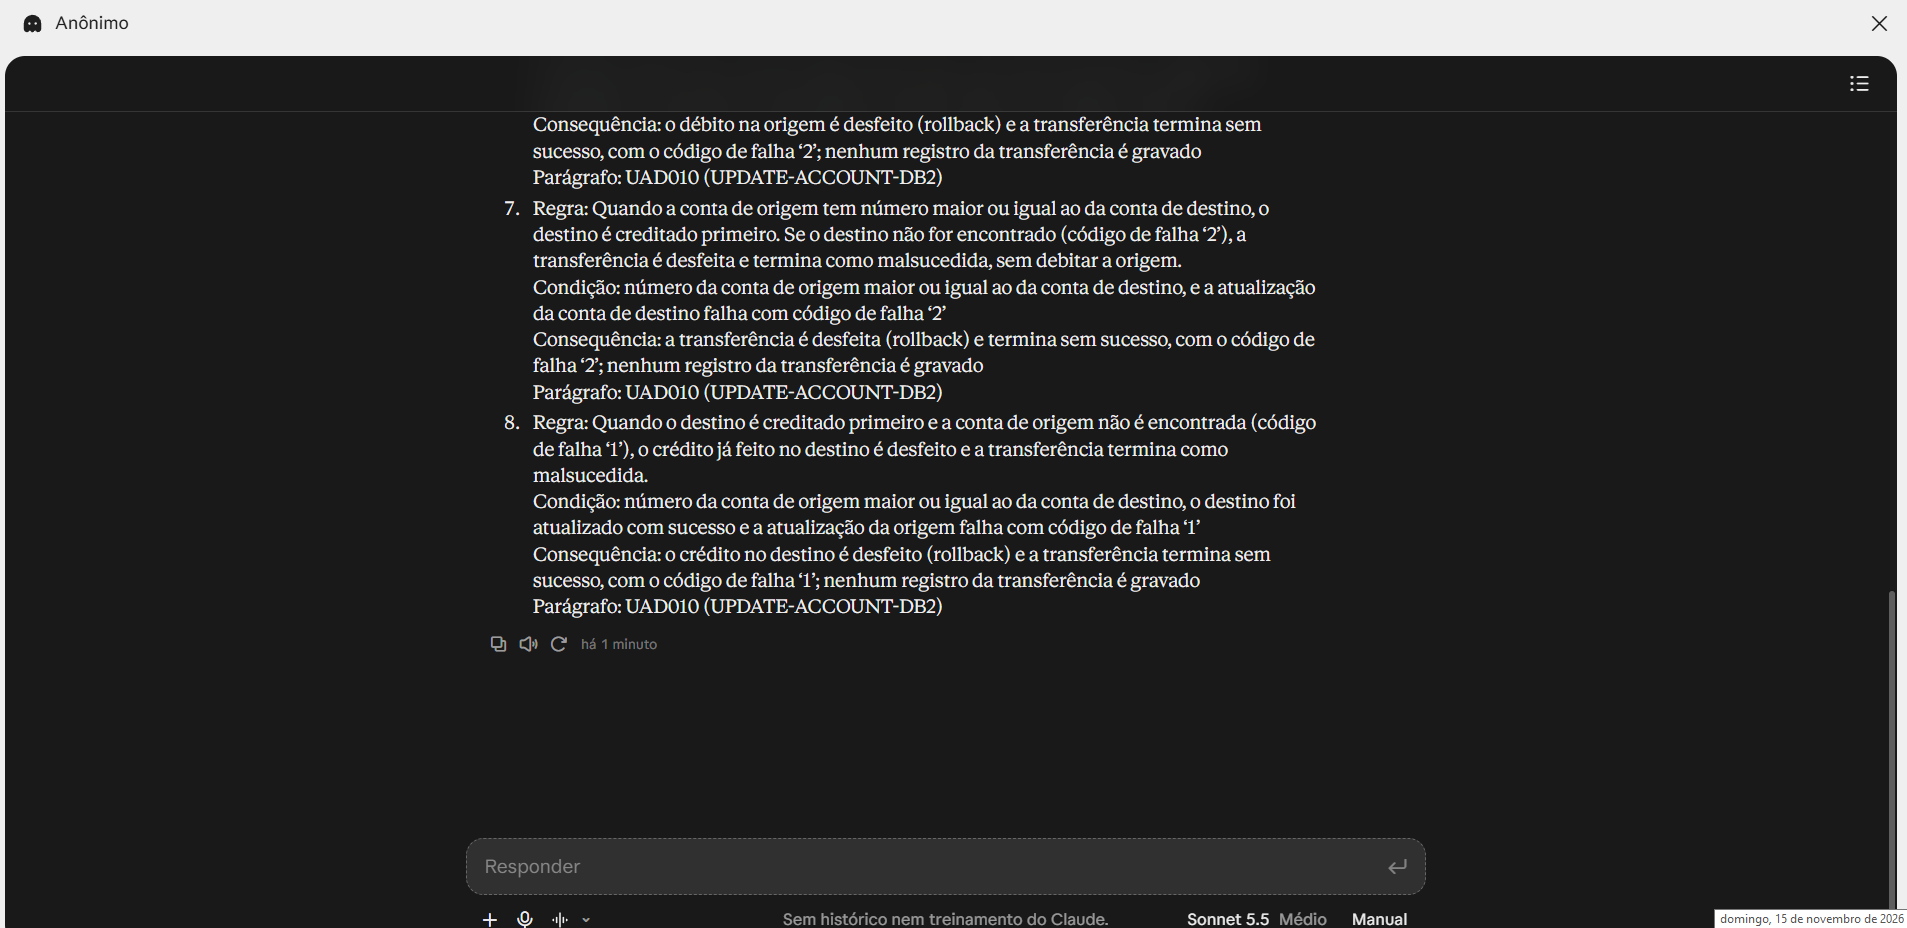 Anônimo
Consequência: o débito na origem é desfeito (rollback) e a transferência termina sem
sucesso, com o código de falha ‘2’; nenhum registro da transferência é gravado
Parágrafo: UAD010 (UPDATE-ACCOUNT-DB2)
7. Regra: Quando a conta de origem tem número maior ou igual ao da conta de destino, o
destino é creditado primeiro. Se o destino não for encontrado (código de falha ‘2’), a
transferência é desfeita e termina como malsucedida, sem debitar a origem.
Condição: número da conta de origem maior ou igual ao da conta de destino, e a atualização
da conta de destino falha com código de falha ‘2’
Consequência: a transferência é desfeita (rollback) e termina sem sucesso, com o código de
falha ‘2’; nenhum registro da transferência é gravado
Parágrafo: UAD010 (UPDATE-ACCOUNT-DB2)
8. Regra: Quando o destino é creditado primeiro e a conta de origem não é encontrada (código
de falha ‘1’), o crédito já feito no destino é desfeito e a transferência termina como
malsucedida.
Condição: número da conta de origem maior ou igual ao da conta de destino, o destino foi
atualizado com sucesso e a atualização da origem falha com código de falha ‘1’
Consequência: o crédito no destino é desfeito (rollback) e a transferência termina sem
sucesso, com o código de falha ‘1’; nenhum registro da transferência é gravado
Parágrafo: UAD010 (UPDATE-ACCOUNT-DB2)
há 1 minuto
Responder
Sem histórico nem treinamento do Claude. Sonnet 5.5 Médio Manual
domingo, 15 de novembro de 2026